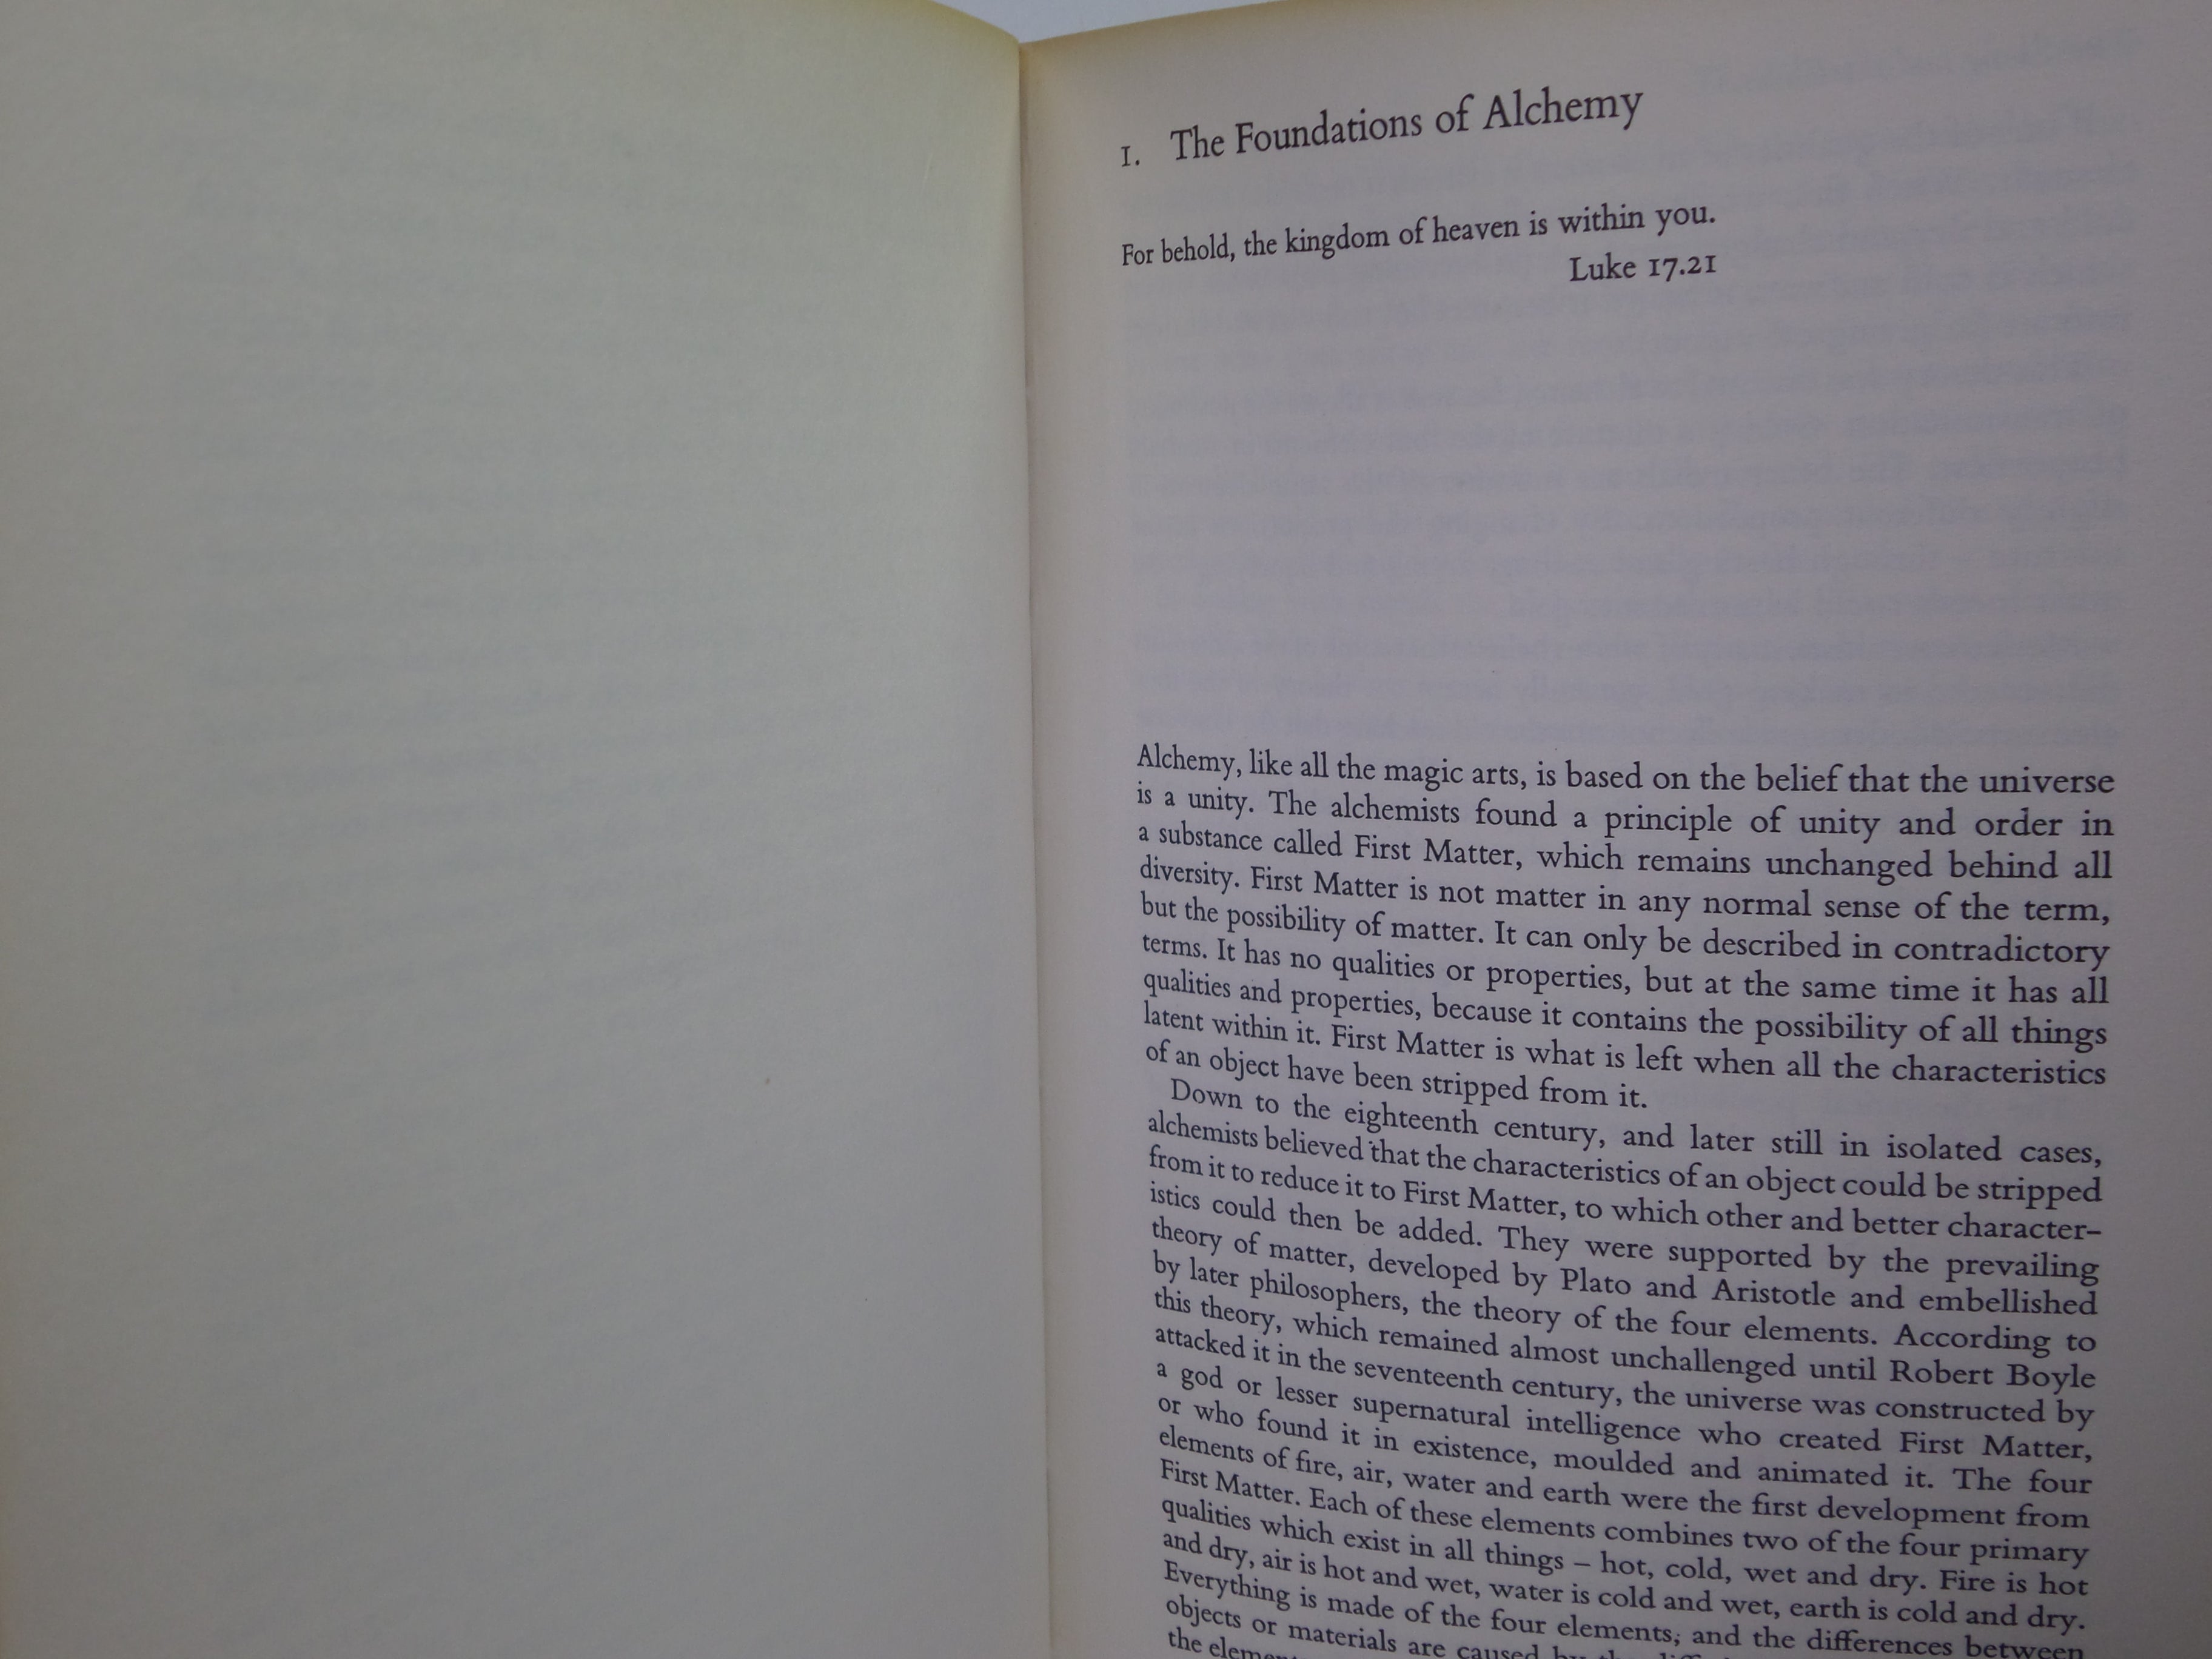 1. The Foundations of Alchemy
For behold, the kingdom of heaven is within you.
Luke 17.21
Alchemy, like all the magic arts, is based on the belief that the universe
is a unity. The alchemists found a principle of unity and order in
a substance called First Matter, which remains unchanged behind all
diversity. First Matter is not matter in any normal sense of the term,
but the possibility of matter. It can only be described in contradictory
terms. It has no qualities or properties, but at the same time it has all
qualities and properties, because it contains the possibility of all things
latent within it. First Matter is what is left when all the characteristics
of an object have been stripped from it.
Down to the eighteenth century, and later still in isolated cases,
alchemists believed that the characteristics of an object could be stripped
from it to reduce it to First Matter, to which other and better character-
istics could then be added. They were supported by the prevailing
theory of matter, developed by Plato and Aristotle and embellished
by later philosophers, the theory of the four elements. According to
this theory, which remained almost unchallenged until Robert Boyle
attacked it in the seventeenth century, the universe was constructed by
a god or lesser supernatural intelligence who created First Matter,
or who found it in existence, moulded and animated it. The four
elements of fire, air, water and earth were the first development from
First Matter. Each of these elements combines two of the four primary
qualities which exist in all things – hot, cold, wet and dry. Fire is hot
and dry, air is hot and wet, water is cold and wet, earth is cold and dry.
Everything is made of the four elements; and the differences between
objects or materials are caused by the
the